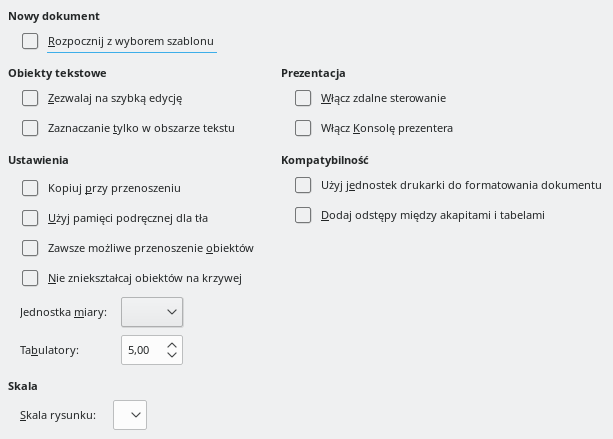 Nowy dokument
Rozpocznij z wyborem szablonu
Obiekty tekstowe
Zezwalaj na szybką edycję
Zaznaczanie tylko w obszarze tekstu
Prezentacja
Włącz zdalne sterowanie
Włącz Konsolę prezentera
Ustawienia
Kopiuj przy przenoszeniu
Użyj pamięci podręcznej dla tła
Zawsze możliwe przenoszenie obiektów
Nie zniekształcaj obiektów na krzywej
Jednostka miary:
Tabulatory: 5,00
Kompatybilność
Użyj jednostek drukarki do formatowania dokumentu
Dodaj odstępy między akapitami i tabelami
Skala
Skala rysunku: